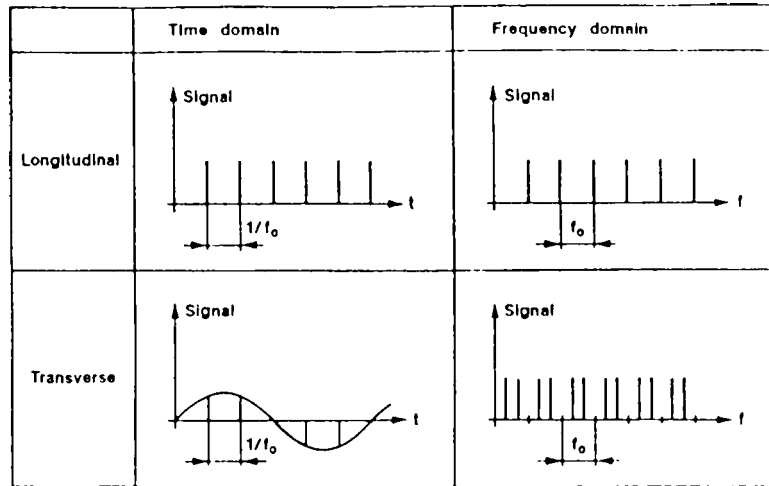 Time domain
Frequency domain
Longitudinal
Signal
t
1/f₀
Signal
f
f₀
Transverse
Signal
t
1/f₀
Signal
f
f₀